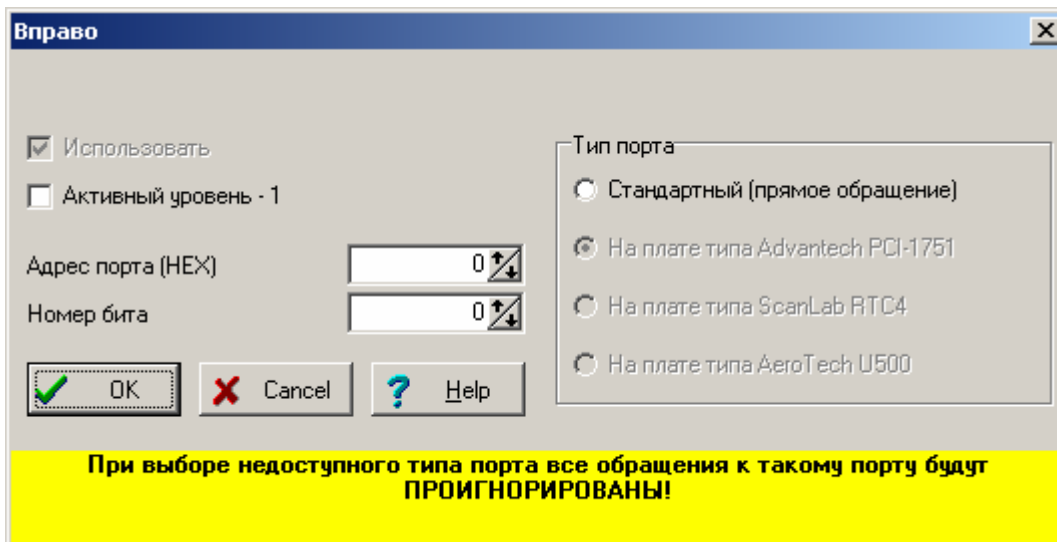 Вправо
Использовать
Активный уровень - 1
Адрес порта (HEX)
0
Номер бита
0
OK
Cancel
Help
Тип порта
Стандартный (прямое обращение)
На плате типа Advantech PCI-1751
На плате типа ScanLab RTC4
На плате типа AeroTech U500
При выборе недоступного типа порта все обращения к такому порту будут
ПРОИГНОРИРОВАНЫ!